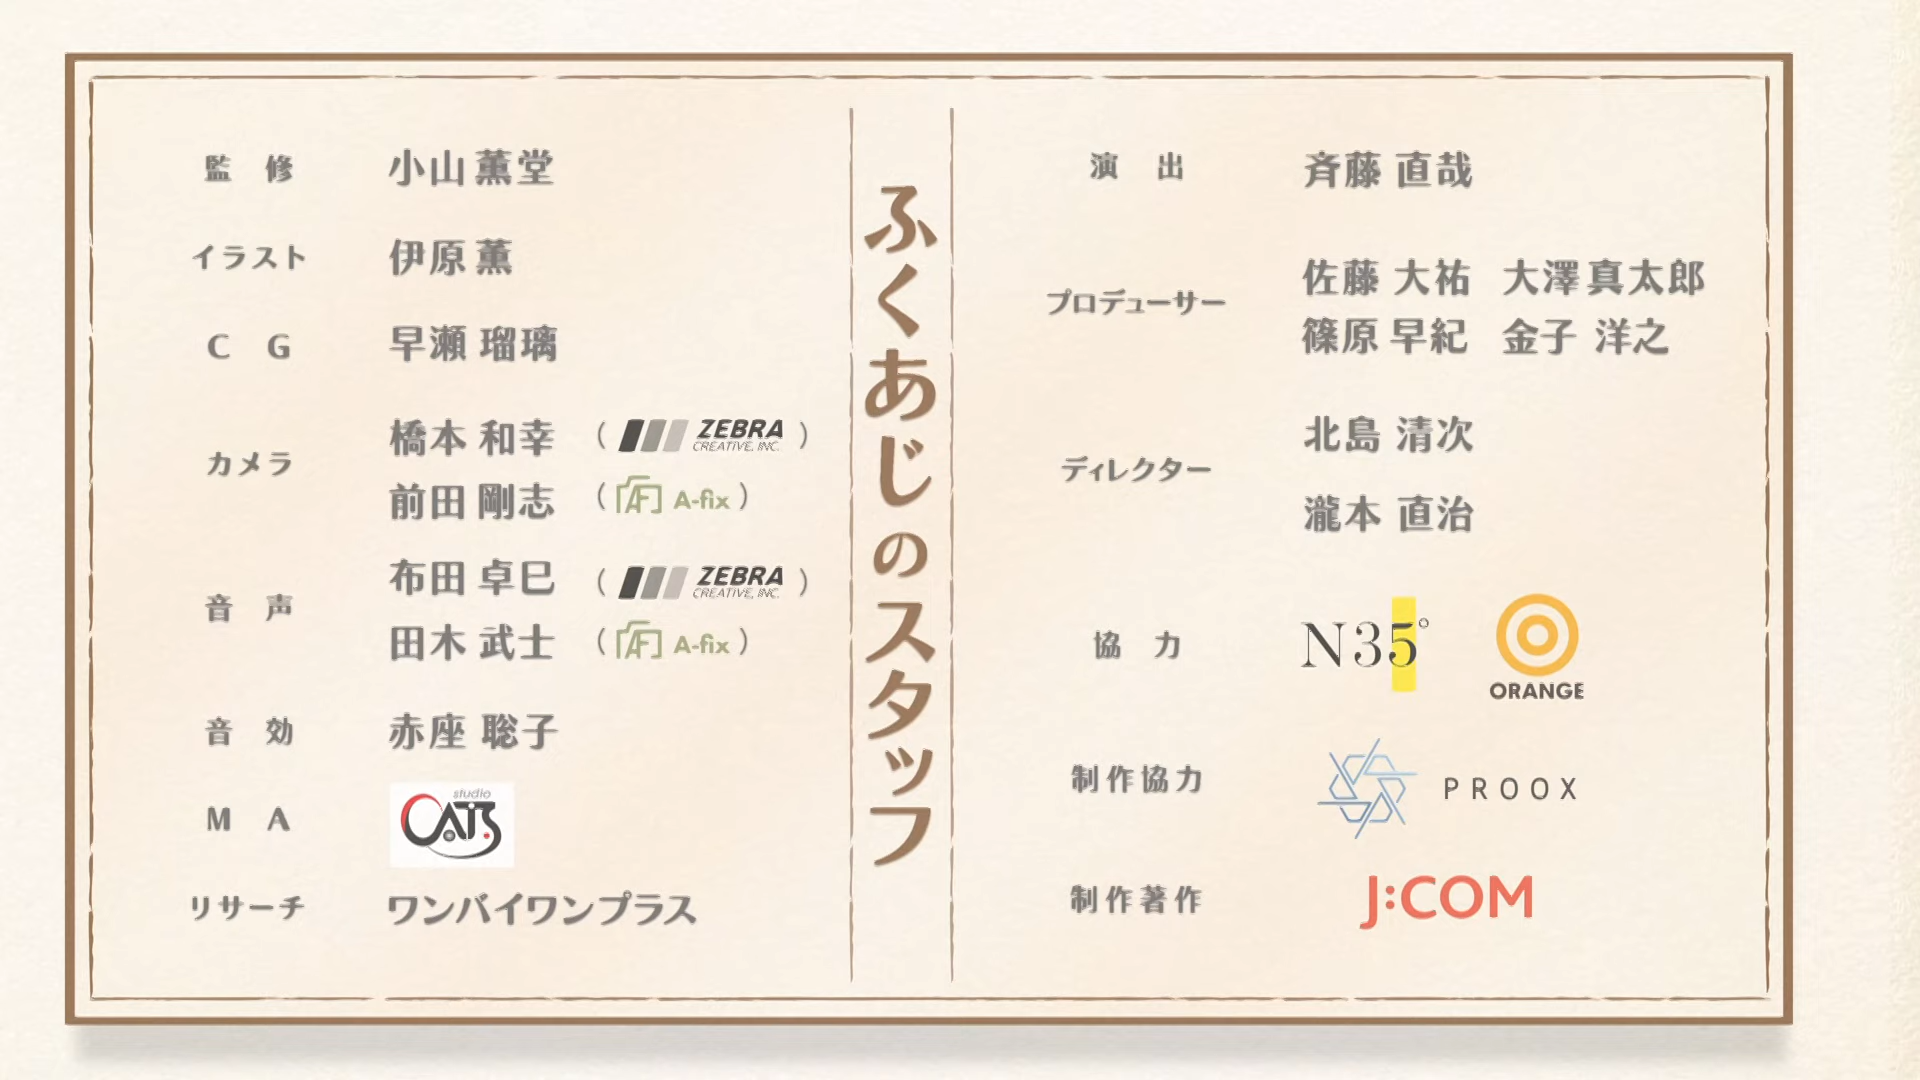 監修 小山 薫堂
イラスト 伊原 薫
CG 早瀬 瑠璃
カメラ 橋本 和幸 (ZEBRA CREATIVE, INC.)
前田 剛志 (AF A-fix)
音声 布田 卓巳 (ZEBRA CREATIVE, INC.)
田木 武士 (AF A-fix)
音効 赤座 聡子
MA studio CATS
リサーチ ワンバイワンプラス
ふくあじのスタッフ
演出 斉藤 直哉
プロデューサー 佐藤 大祐 大澤 真太郎
篠原 早紀 金子 洋之
ディレクター 北島 清次
瀧本 直治
協力 N35° ORANGE
制作協力 PROOX
制作著作 J:COM